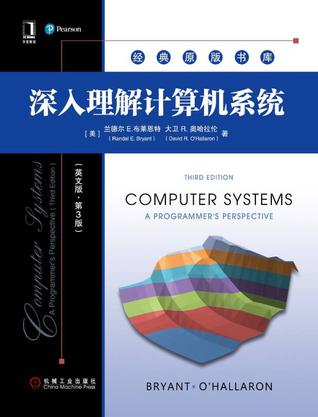 Pearson
经典原版书库
深入理解计算机系统
[美] 兰德尔 E.布莱恩特 大卫 R.奥哈拉伦 著
(Randal E. Bryant) (David R. O'Hallaron)
(英文版·第3版)
Computer Systems
A Programmer's Perspective (Third Edition)
THIRD EDITION
COMPUTER SYSTEMS
A PROGRAMMER'S PERSPECTIVE
BRYANT · O'HALLARON
机械工业出版社
China Machine Press